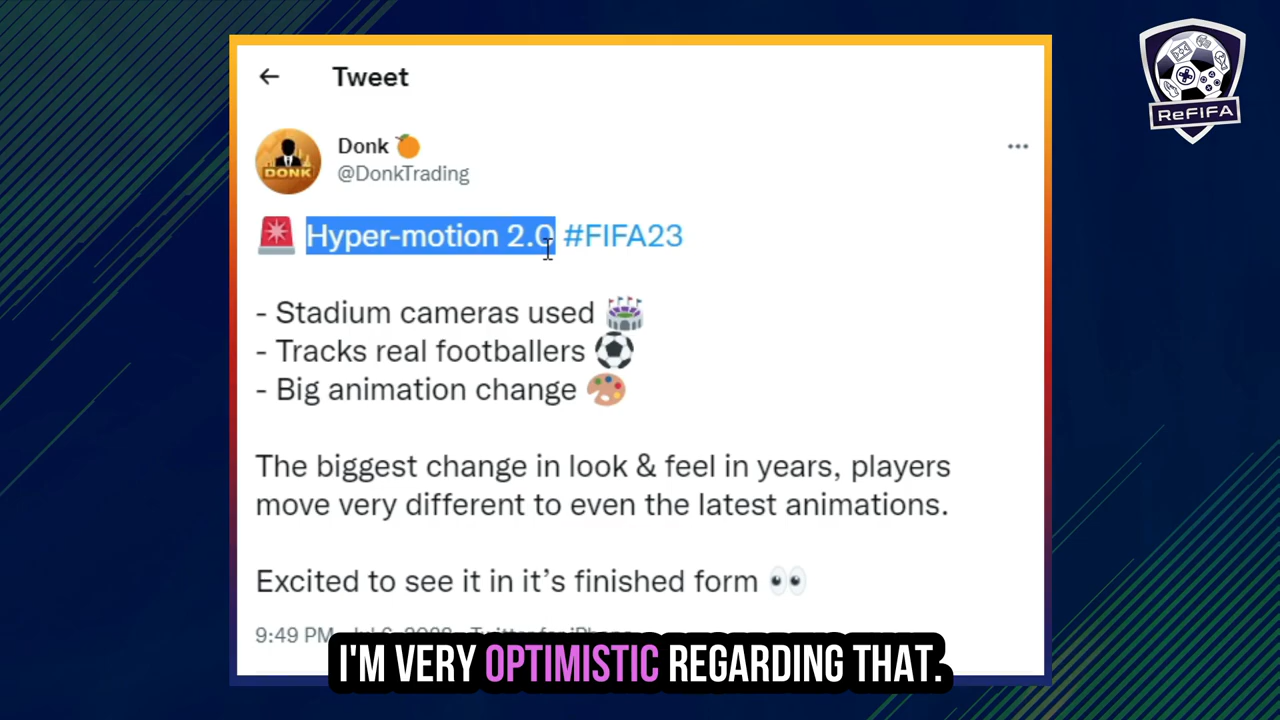 Tweet
ReFIFA
Donk
DONK
@DonkTrading
Hyper-motion 2.0 #FIFA23
- Stadium cameras used
- Tracks real footballers
- Big animation change
The biggest change in look & feel in years, players
move very different to even the latest animations.
Excited to see it in it’s finished form
9:49 PM
I'M VERY OPTIMISTIC REGARDING THAT.